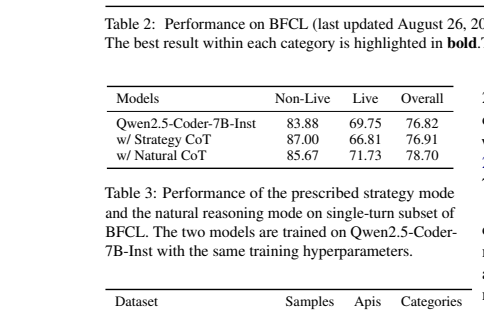 Table 2: Performance on BFCL (last updated August 26, 20
The best result within each category is highlighted in bold.
Models Non-Live Live Overall
Qwen2.5-Coder-7B-Inst 83.88 69.75 76.82
w/ Strategy CoT 87.00 66.81 76.91
w/ Natural CoT 85.67 71.73 78.70
Table 3: Performance of the prescribed strategy mode
and the natural reasoning mode on single-turn subset of
BFCL. The two models are trained on Qwen2.5-Coder-
7B-Inst with the same training hyperparameters.
Dataset Samples Apis Categories